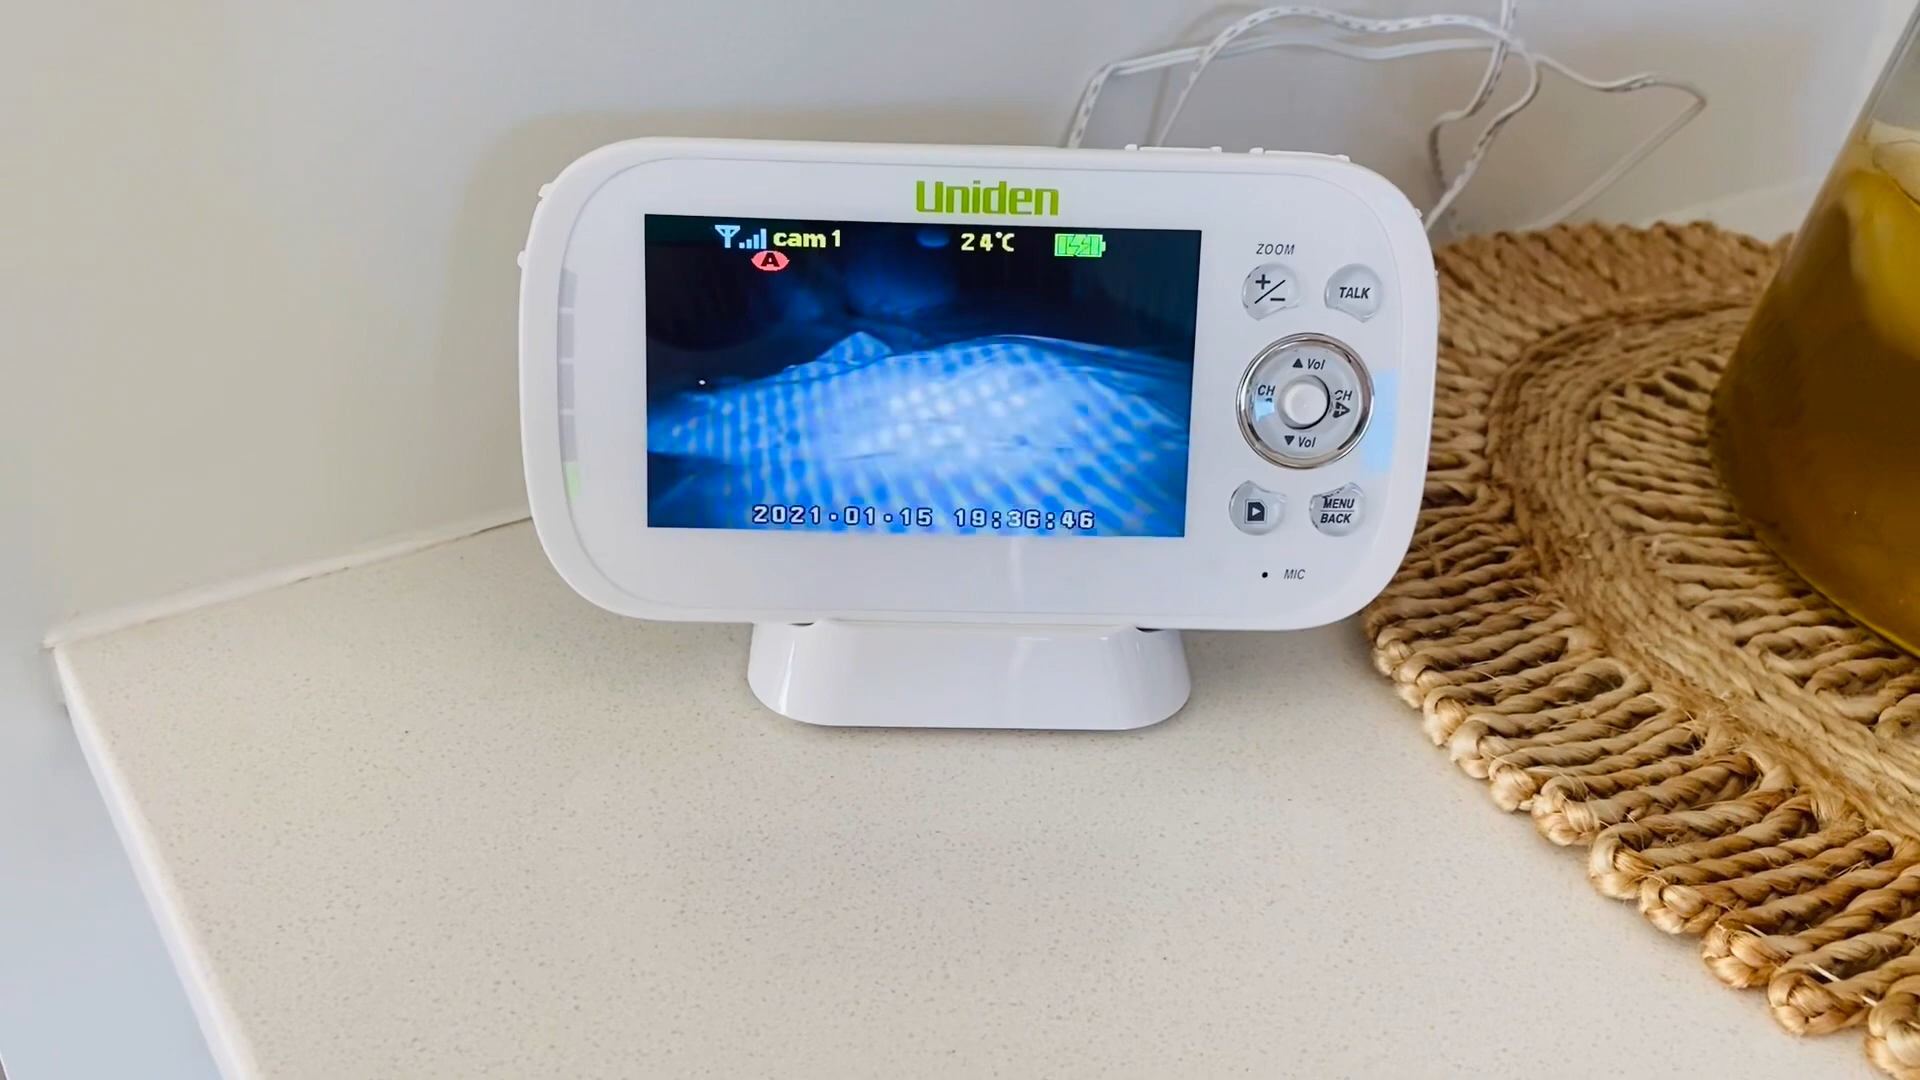 Uniden
cam 1
24°C
A
2021-01-15 19:36:46
ZOOM
+/−
TALK
▲ Vol
CH
CH
▼ Vol
MENU
BACK
MIC